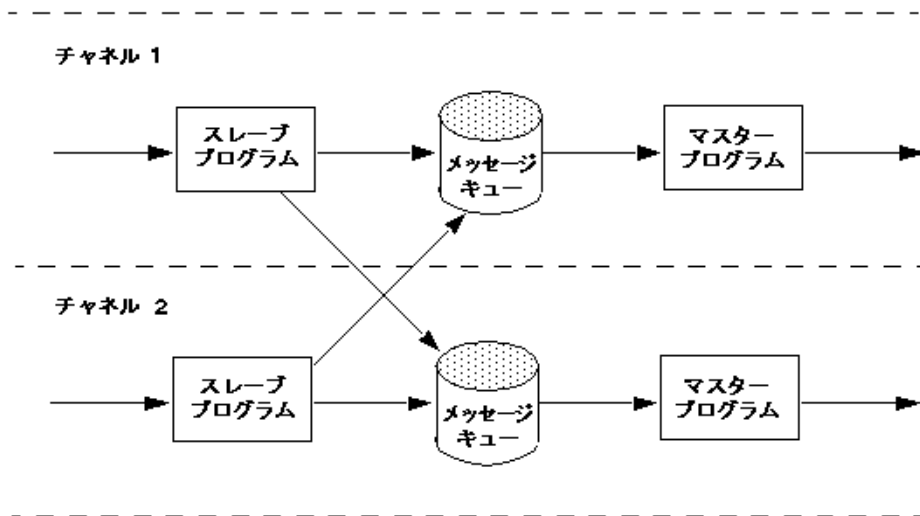 チャネル 1
スレーブ
プログラム
メッセージ
キュー
マスター
プログラム
チャネル 2
スレーブ
プログラム
メッセージ
キュー
マスター
プログラム